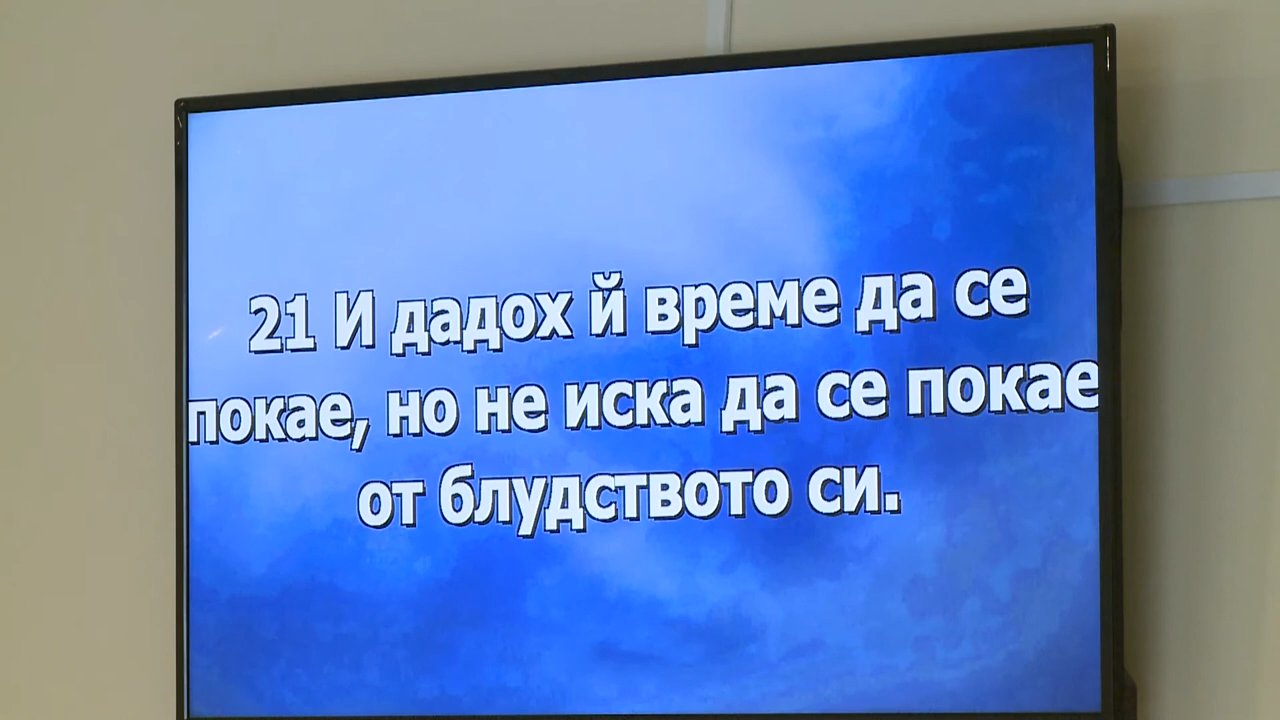 21 И дадох й време да се
покае, но не иска да се покае
от блудството си.